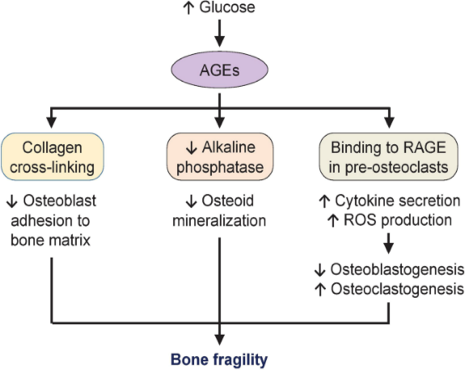 ↑ Glucose
AGEs
Collagen
cross-linking
↓ Osteoblast
adhesion to
bone matrix
↓ Alkaline
phosphatase
↓ Osteoid
mineralization
Binding to RAGE
in pre-osteoclasts
↑ Cytokine secretion
↑ ROS production
↓ Osteoblastogenesis
↑ Osteoclastogenesis
Bone fragility